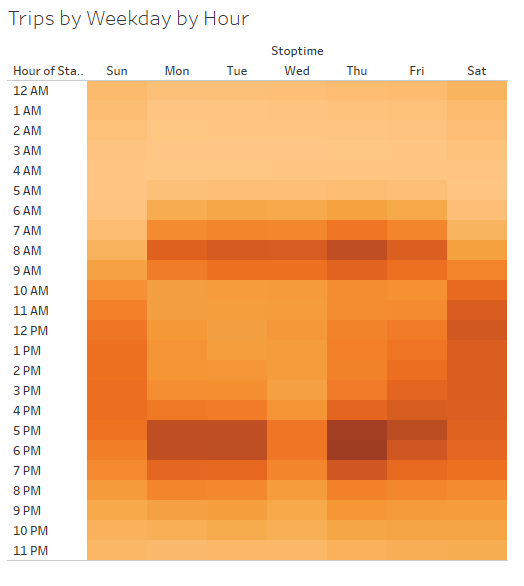 Trips by Weekday by Hour
Stoptime
Hour of Sta.. Sun Mon Tue Wed Thu Fri Sat
12 AM
1 AM
2 AM
3 AM
4 AM
5 AM
6 AM
7 AM
8 AM
9 AM
10 AM
11 AM
12 PM
1 PM
2 PM
3 PM
4 PM
5 PM
6 PM
7 PM
8 PM
9 PM
10 PM
11 PM